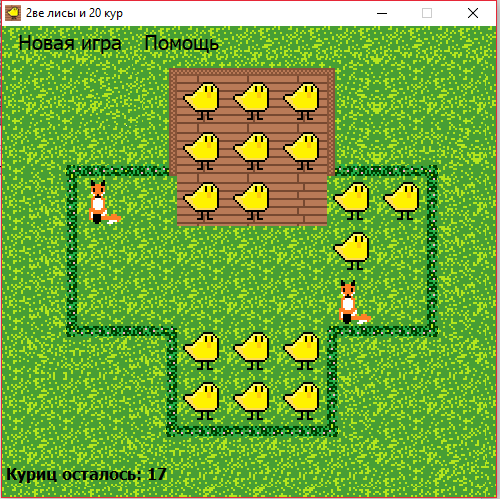 2ве лисы и 20 кур
Новая игра Помощь
Куриц осталось: 17